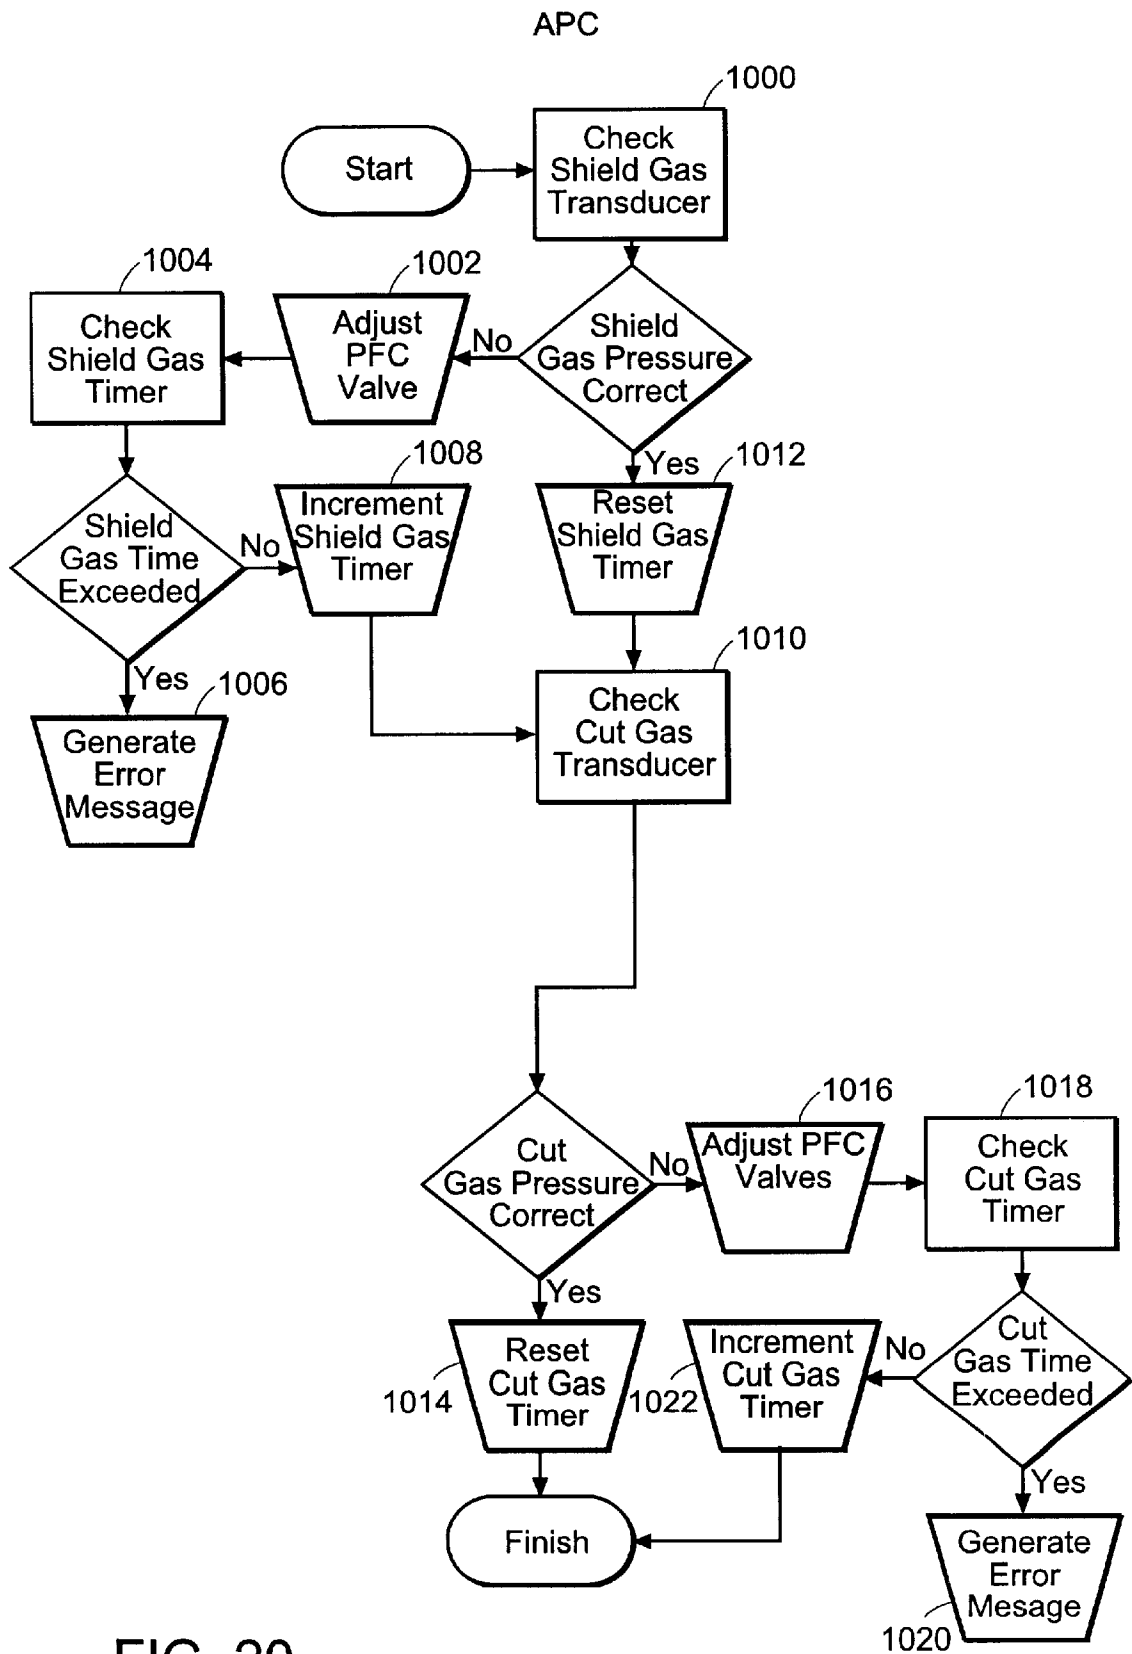 APC
1000
Start
Check
Shield Gas
Transducer
1004
1002
Check
Shield Gas
Timer
Adjust
PFC
Valve
No
Shield
Gas Pressure
Correct
Yes
1008
1012
Shield
Gas Time
Exceeded
No
Increment
Shield Gas
Timer
Reset
Shield Gas
Timer
Yes
1006
1010
Generate
Error
Message
Check
Cut Gas
Transducer
1016
1018
Cut
Gas Pressure
Correct
No
Adjust PFC
Valves
Check
Cut Gas
Timer
Yes
1014
Reset
Cut Gas
Timer
1022
Increment
Cut Gas
Timer
No
Cut
Gas Time
Exceeded
Yes
Finish
Generate
Error
Mesage
1020
FIG. 20